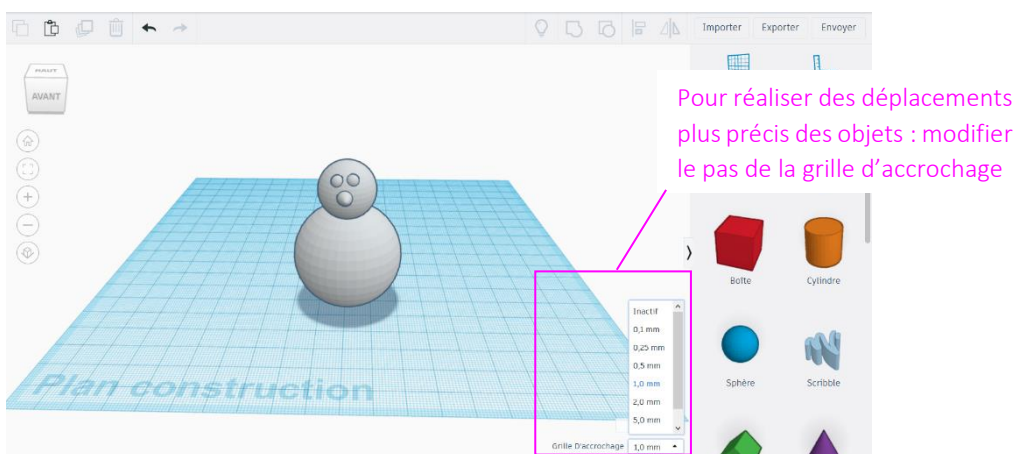 Importer Exporter Envoyer
HAUT
AVANT
Pour réaliser des déplacements
plus précis des objets : modifier
le pas de la grille d’accrochage
Boîte Cylindre
Inactif
0,1 mm
0,25 mm
0,5 mm
1,0 mm
2,0 mm
5,0 mm
Sphère Scribble
Plan construction
Grille D'accrochage 1,0 mm